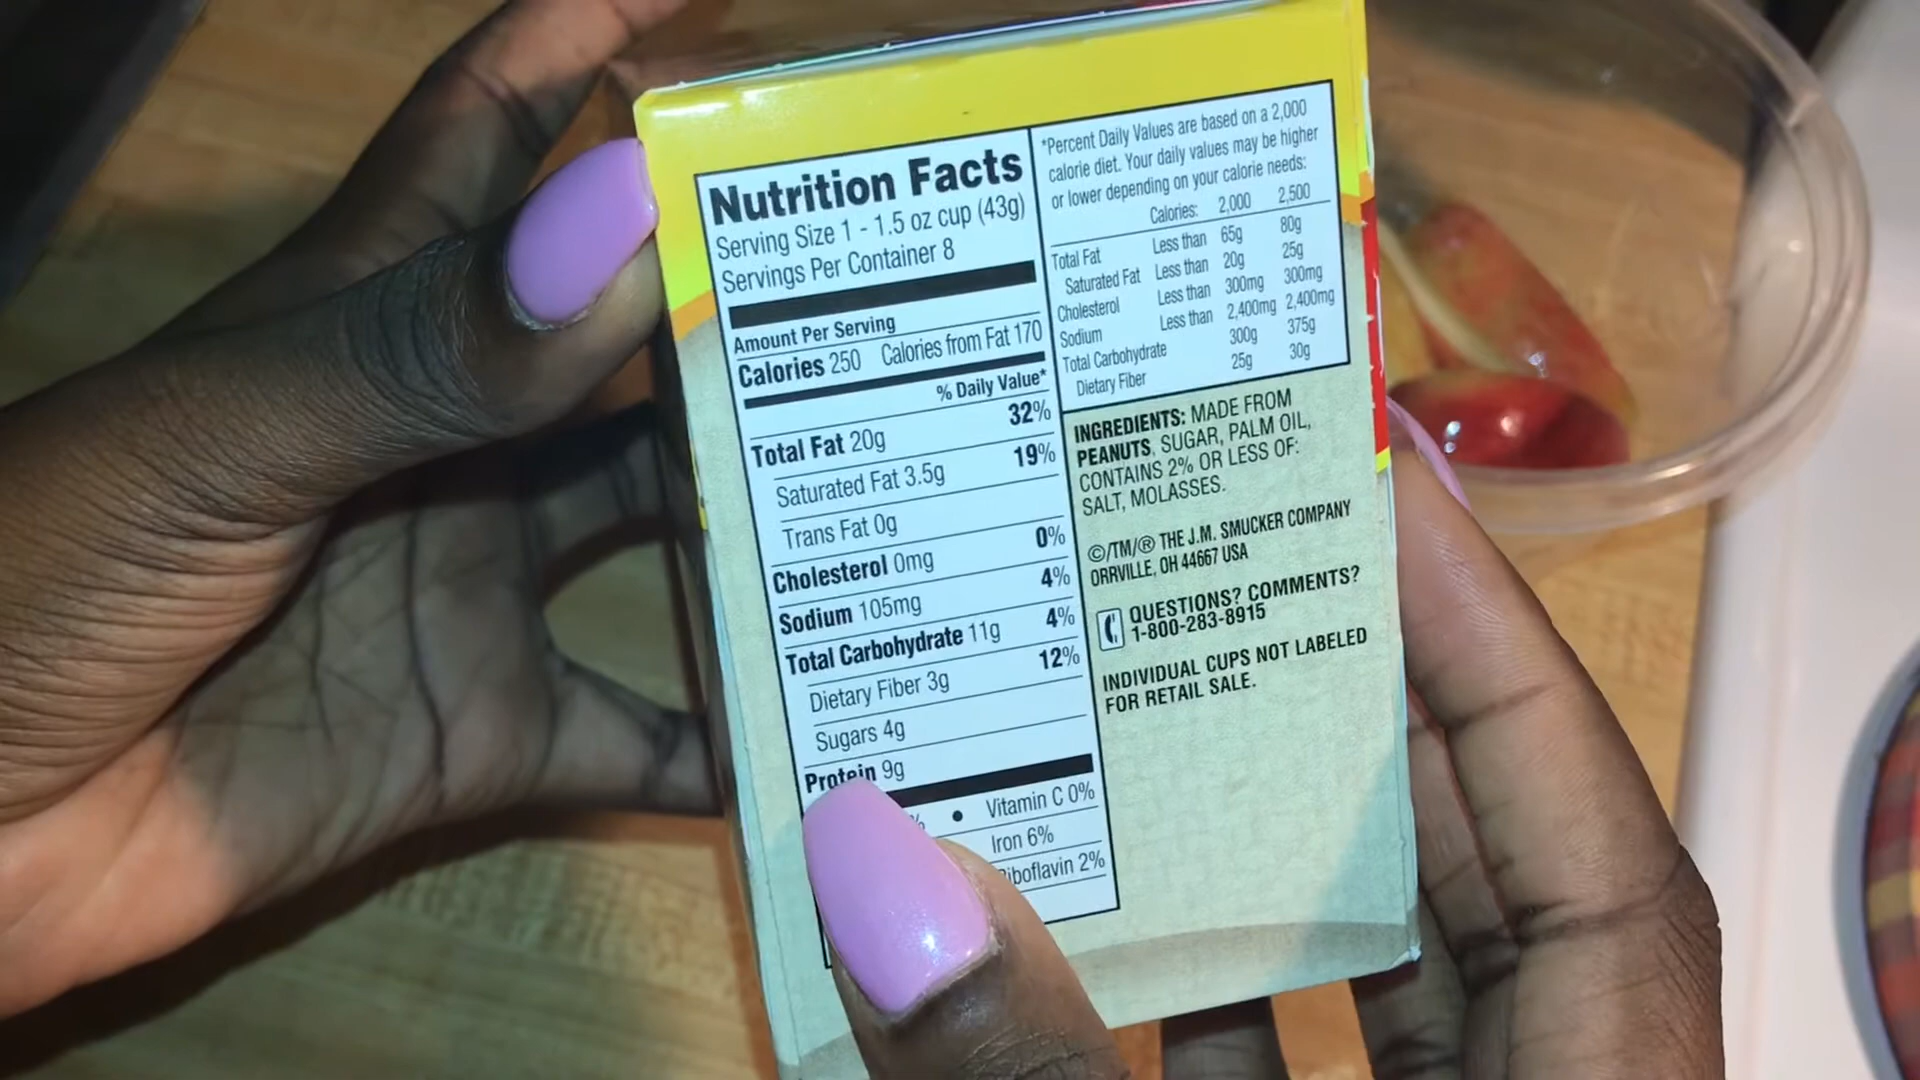 Nutrition Facts
Serving Size 1 - 1.5 oz cup (43g)
Servings Per Container 8
Amount Per Serving
Calories 250 Calories from Fat 170
% Daily Value*
Total Fat 20g 32%
Saturated Fat 3.5g 19%
Trans Fat 0g
Cholesterol 0mg 0%
Sodium 105mg 4%
Total Carbohydrate 11g 4%
Dietary Fiber 3g 12%
Sugars 4g
Protein 9g
% • Vitamin C 0%
Iron 6%
iboflavin 2%
*Percent Daily Values are based on a 2,000
calorie diet. Your daily values may be higher
or lower depending on your calorie needs:
Calories: 2,000 2,500
Total Fat Less than 65g 80g
Saturated Fat Less than 20g 25g
Cholesterol Less than 300mg 300mg
Sodium Less than 2,400mg 2,400mg
Total Carbohydrate 300g 375g
Dietary Fiber 25g 30g
INGREDIENTS: MADE FROM
PEANUTS, SUGAR, PALM OIL,
CONTAINS 2% OR LESS OF:
SALT, MOLASSES.
©/TM/® THE J.M. SMUCKER COMPANY
ORRVILLE, OH 44667 USA
QUESTIONS? COMMENTS?
1-800-283-8915
INDIVIDUAL CUPS NOT LABELED
FOR RETAIL SALE.